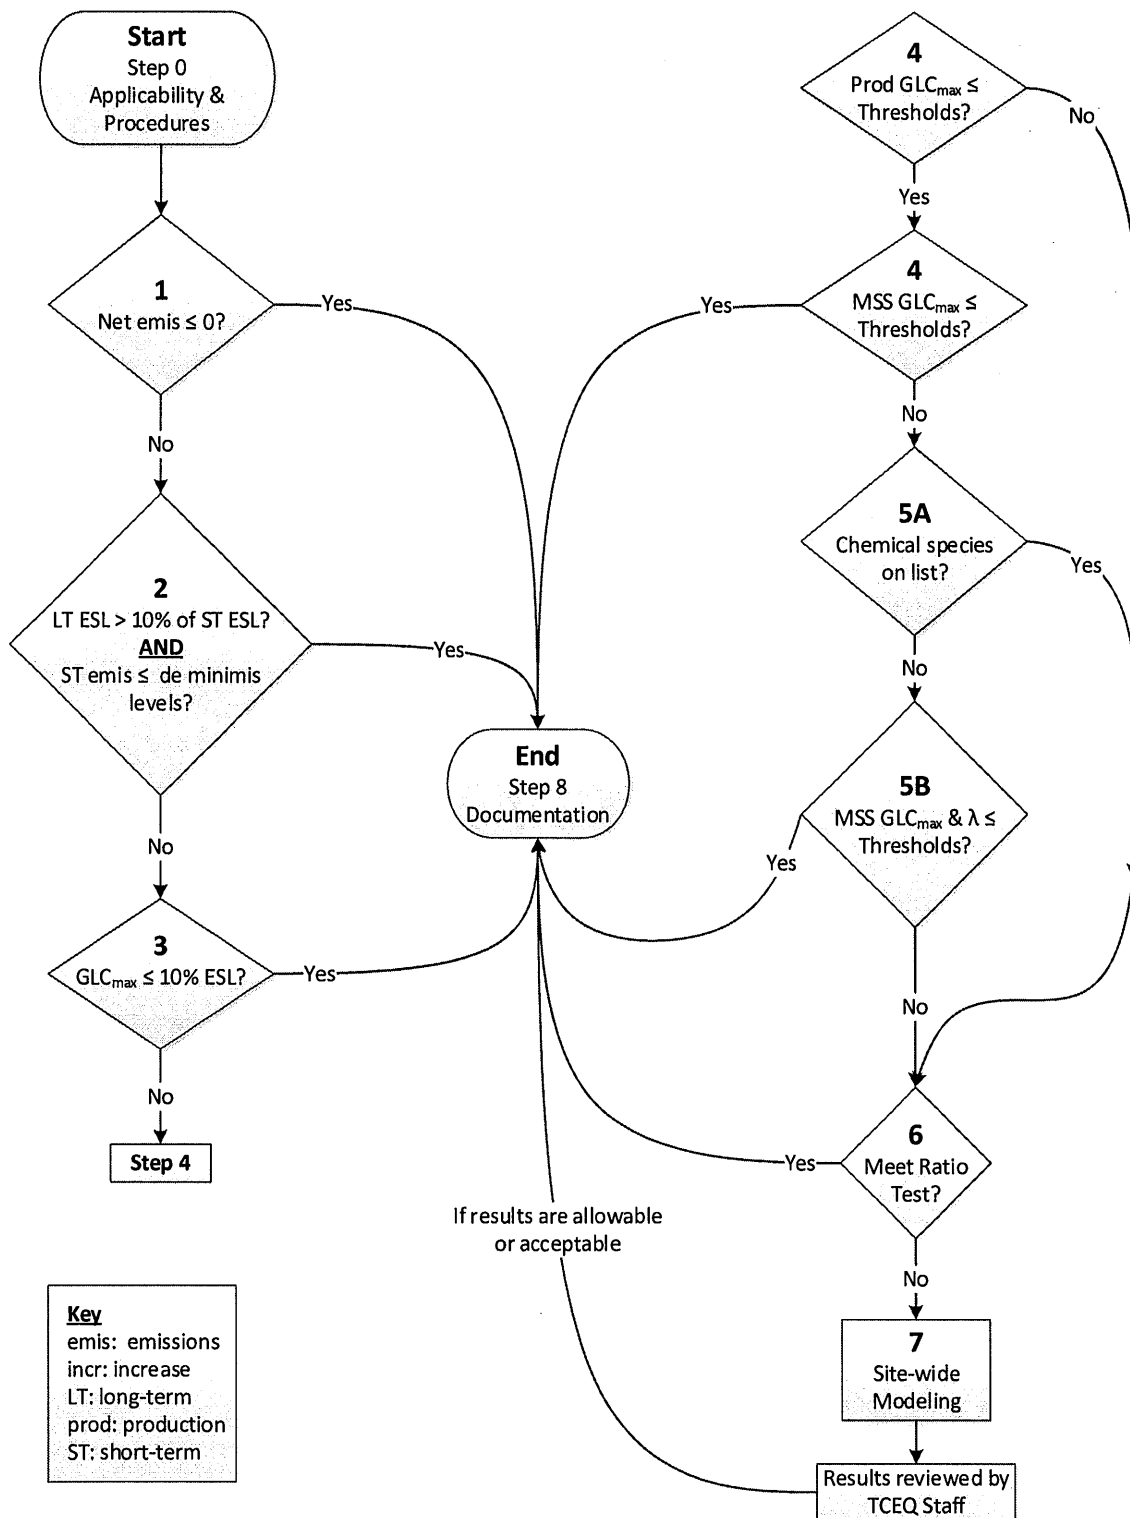 Start
Step 0
Applicability &
Procedures
1
Net emis ≤ 0?
Yes
No
2
LT ESL > 10% of ST ESL?
AND
ST emis ≤ de minimis
levels?
Yes
No
3
GLCmax ≤ 10% ESL?
Yes
No
Step 4
Key
emis: emissions
incr: increase
LT: long-term
prod: production
ST: short-term
End
Step 8
Documentation
If results are allowable
or acceptable
4
Prod GLCmax ≤
Thresholds?
No
Yes
4
MSS GLCmax ≤
Thresholds?
Yes
No
5A
Chemical species
on list?
Yes
No
5B
MSS GLCmax & λ ≤
Thresholds?
Yes
No
6
Meet Ratio
Test?
Yes
No
7
Site-wide
Modeling
Results reviewed by
TCEQ Staff